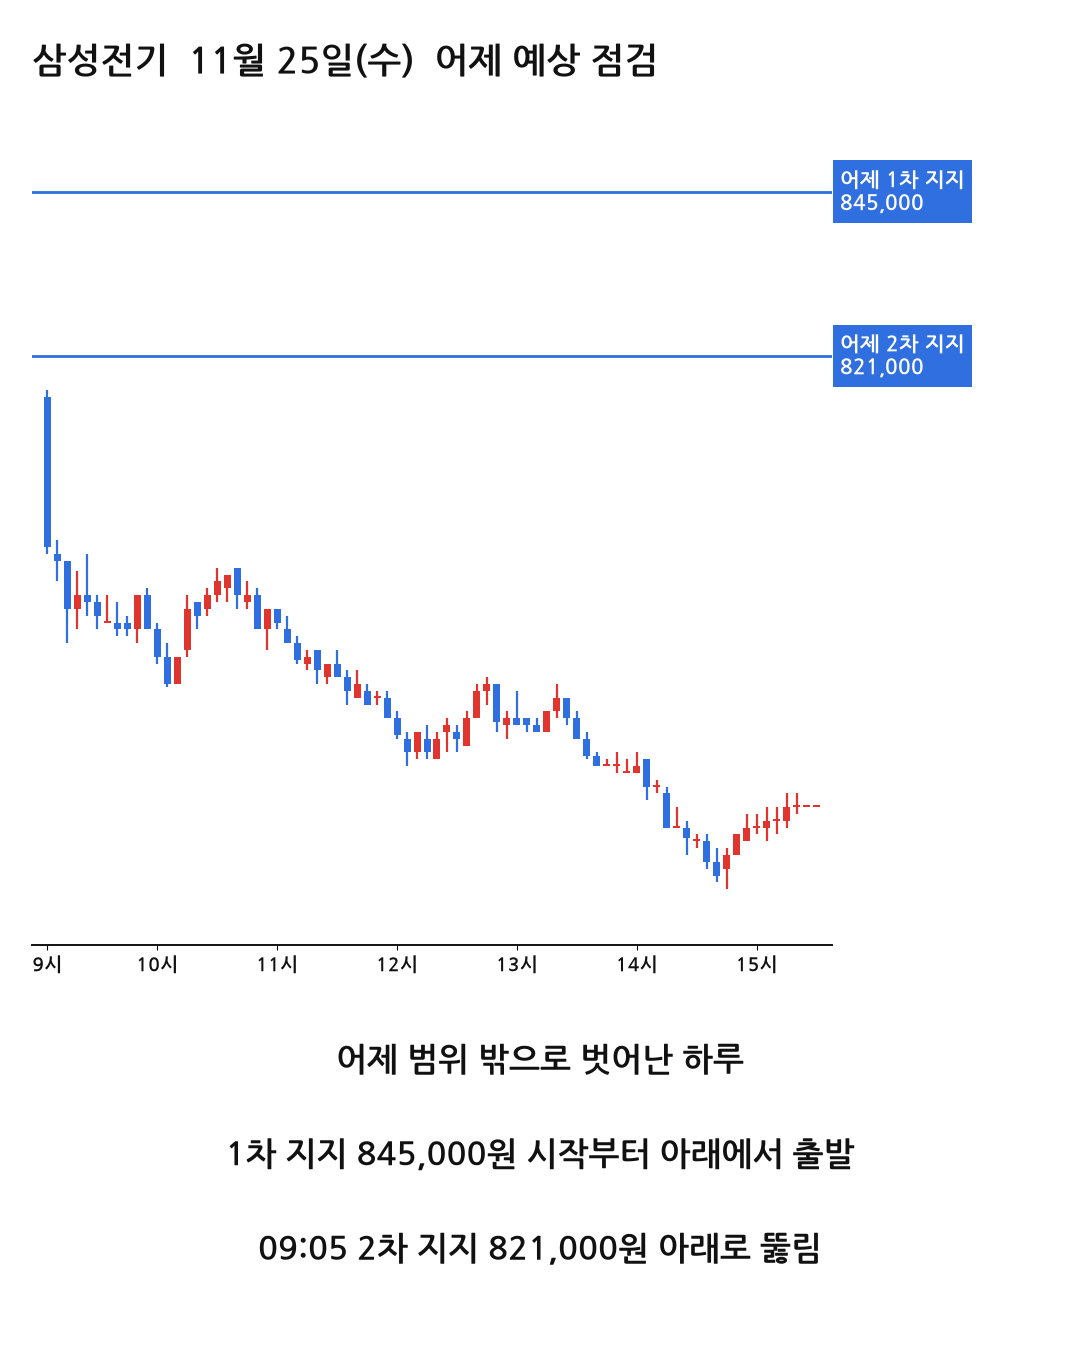 삼성전기 11월 25일(수) 어제 예상 점검
어제 1차 지지
845,000
어제 2차 지지
821,000
9시 10시 11시 12시 13시 14시 15시
어제 범위 밖으로 벗어난 하루
1차 지지 845,000원 시작부터 아래에서 출발
09:05 2차 지지 821,000원 아래로 뚫림